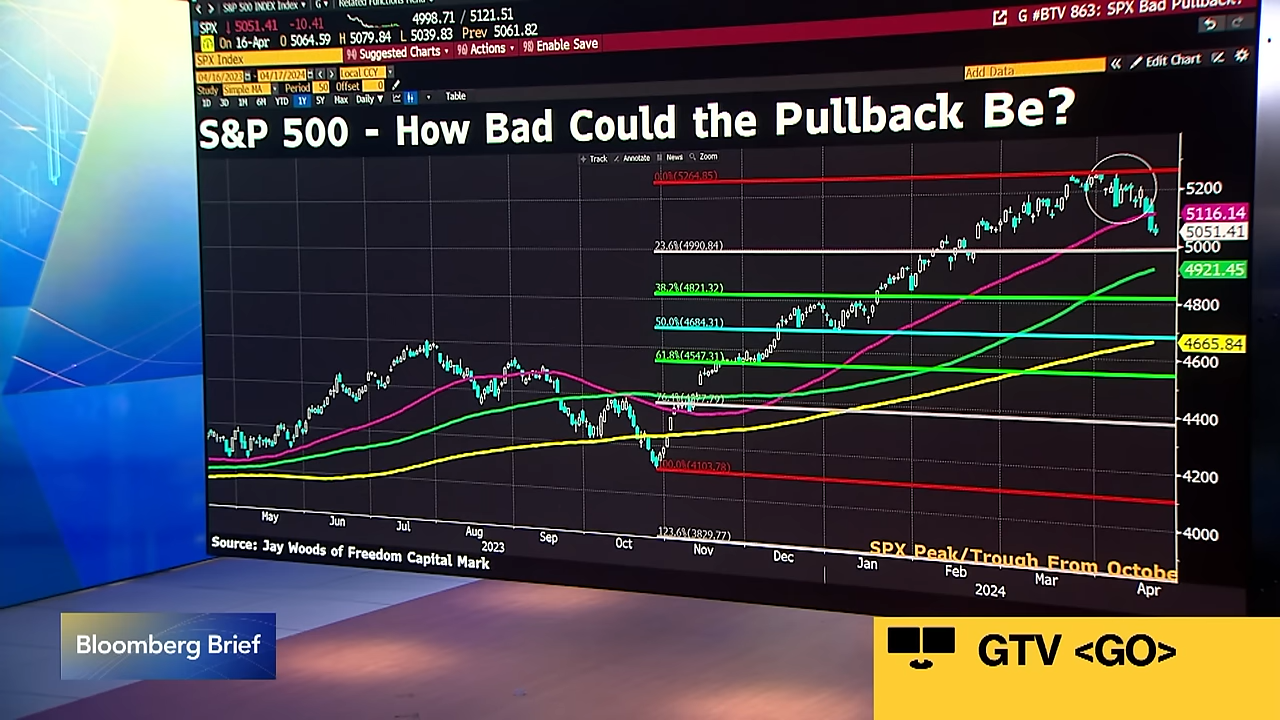 S&P 500 INDEX Index
SPX ↓ 5051.41 -10.41
4998.71 / 5121.51
On 16-Apr O 5064.59 H 5079.84 L 5039.83 Prev 5061.82
G #BTV 863: SPX Bad Pullback?
SPX Index
94) Suggested Charts
96) Actions
98) Enable Save
04/16/2023
04/17/2024
Local CCY
Add Data
Edit Chart
Study Simple MA Period 50 Offset 0
1D 3D 1M 6M YTD 1Y 5Y Max Daily
Table
S&P 500 - How Bad Could the Pullback Be?
Track Annotate News Zoom
0.0%(5264.85)
23.6%(4990.84)
38.2%(4821.32)
50.0%(4684.31)
61.8%(4547.31)
100.0%(4103.78)
123.6%(3829.77)
5200
5116.14
5051.41
5000
4921.45
4800
4665.84
4600
4400
4200
4000
May Jun Jul Aug Sep Oct Nov Dec Jan Feb Mar Apr
2023 2024
SPX Peak/Trough From Octobe
Source: Jay Woods of Freedom Capital Mark
Bloomberg Brief
GTV <GO>